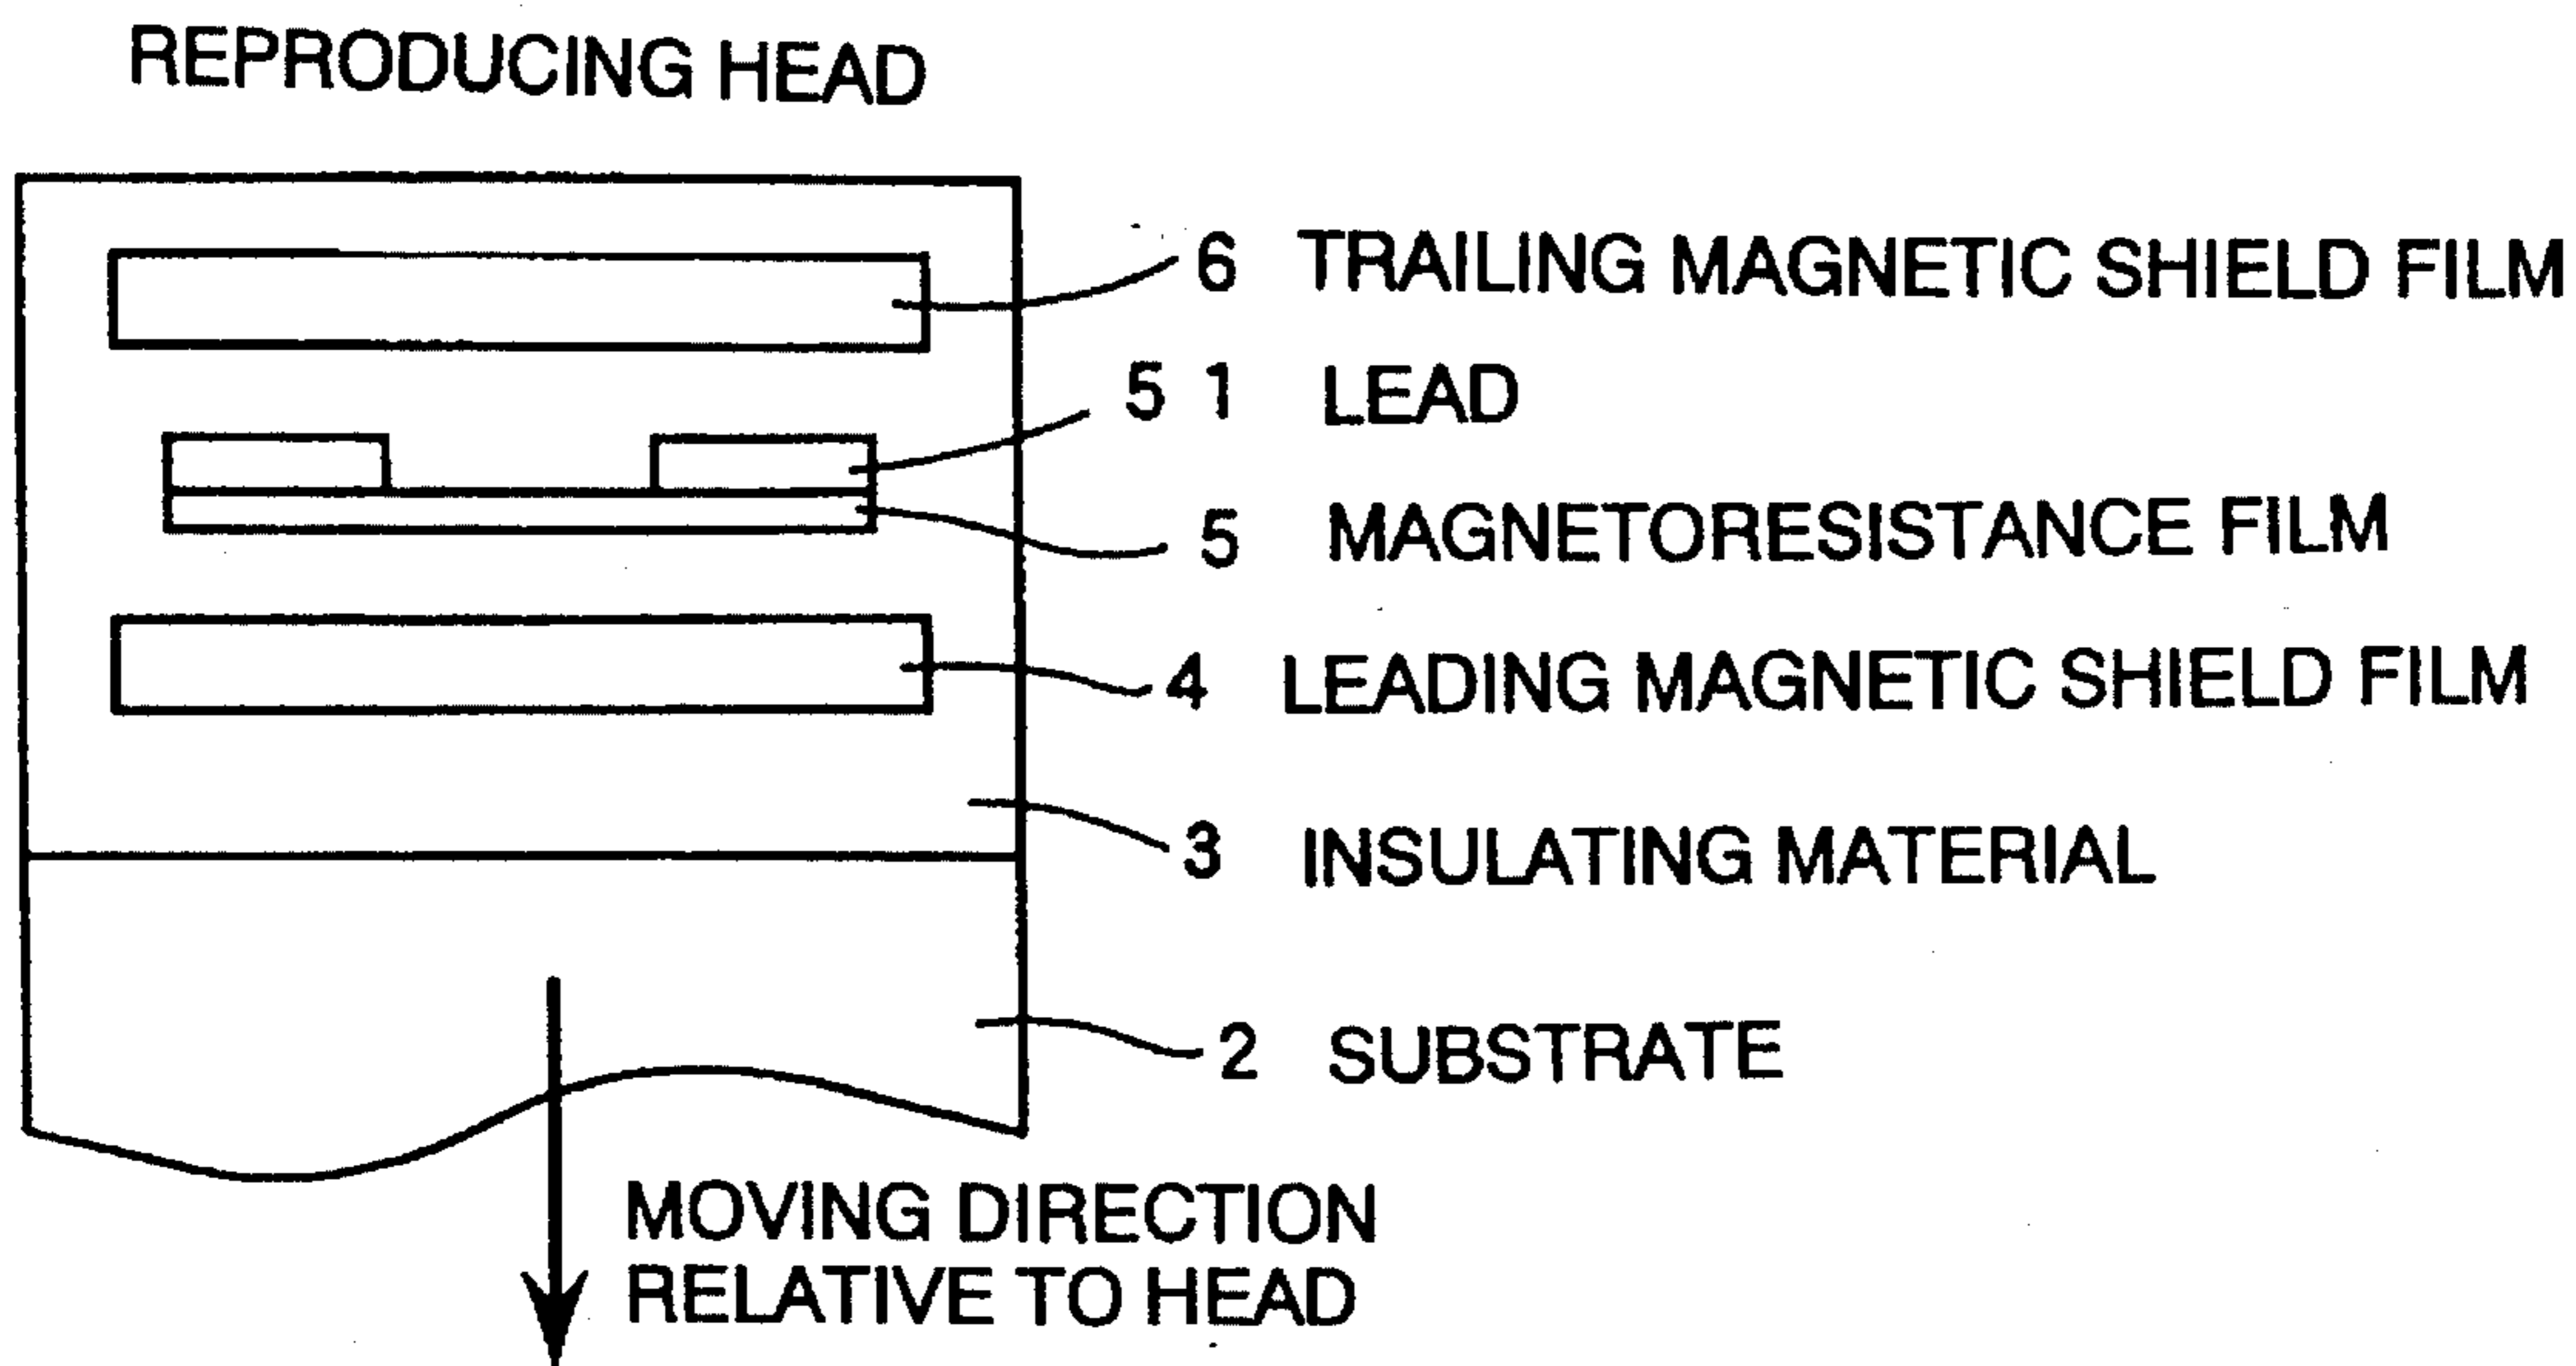 REPRODUCING HEAD
6 TRAILING MAGNETIC SHIELD FILM
5 1 LEAD
5 MAGNETORESISTANCE FILM
4 LEADING MAGNETIC SHIELD FILM
3 INSULATING MATERIAL
2 SUBSTRATE
MOVING DIRECTION
RELATIVE TO HEAD